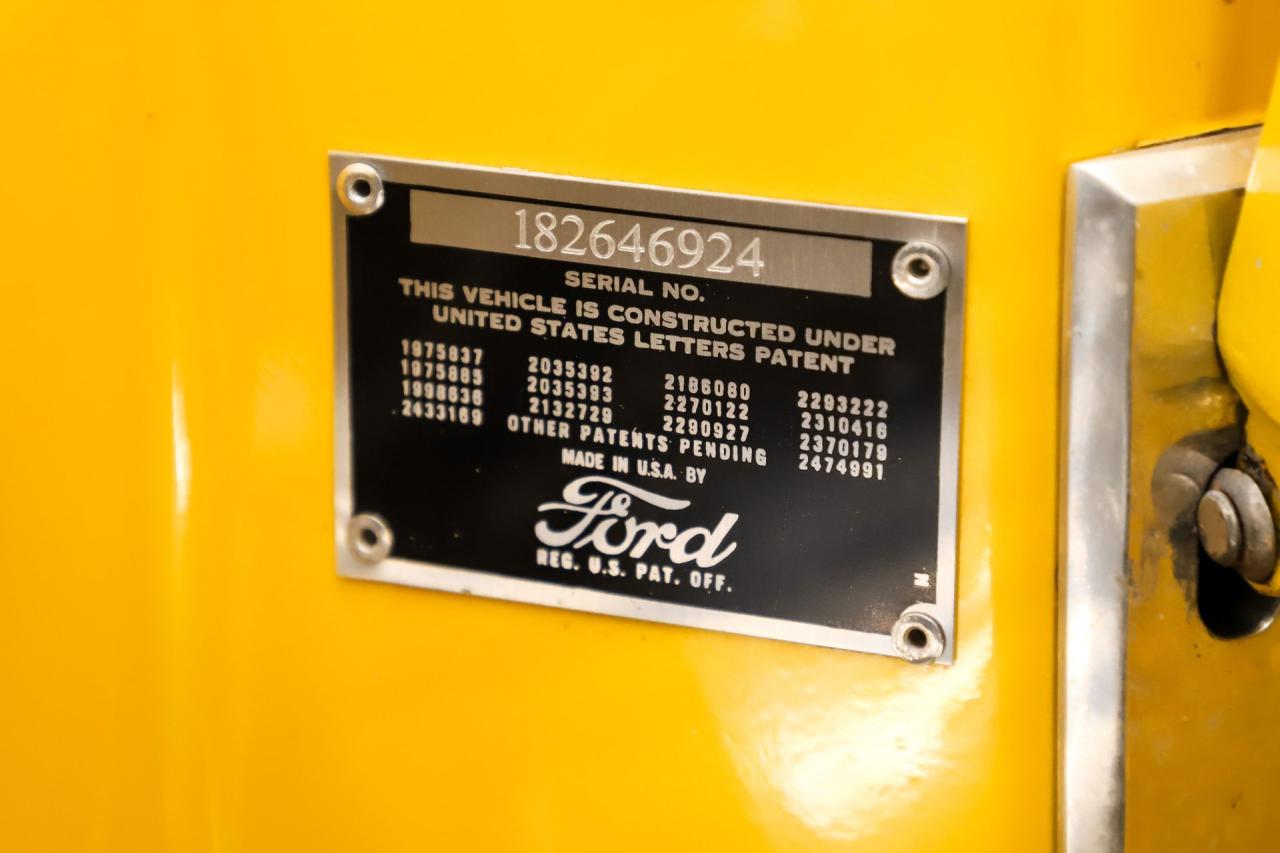 182646924
SERIAL NO.
THIS VEHICLE IS CONSTRUCTED UNDER
UNITED STATES LETTERS PATENT
1975837 2035392 2186080 2293222
1975885 2035393 2270122 2310416
1998636 2132729 2290927 2370179
2433169 OTHER PATENTS PENDING 2474991
MADE IN U.S.A. BY
Ford
REG. U.S. PAT. OFF.
M